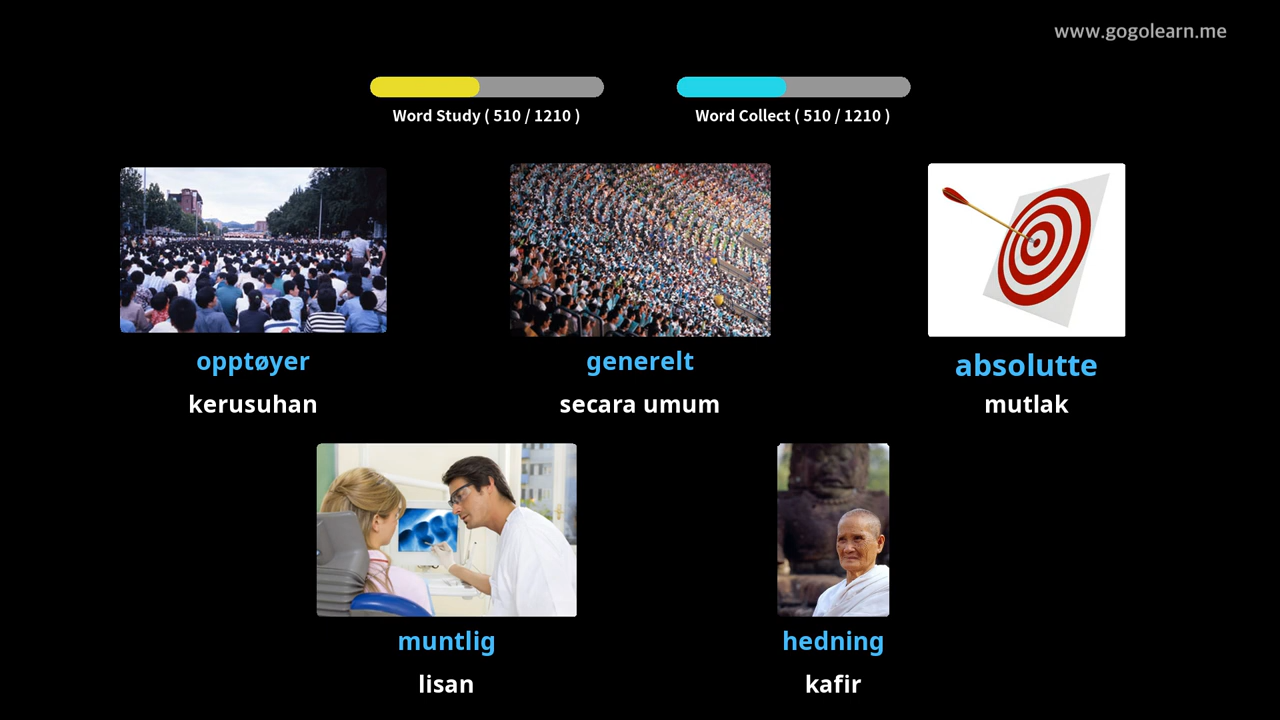 www.gogolearn.me
Word Study ( 510 / 1210 )
Word Collect ( 510 / 1210 )
opptøyer
kerusuhan
generelt
secara umum
absolutte
mutlak
muntlig
lisan
hedning
kafir